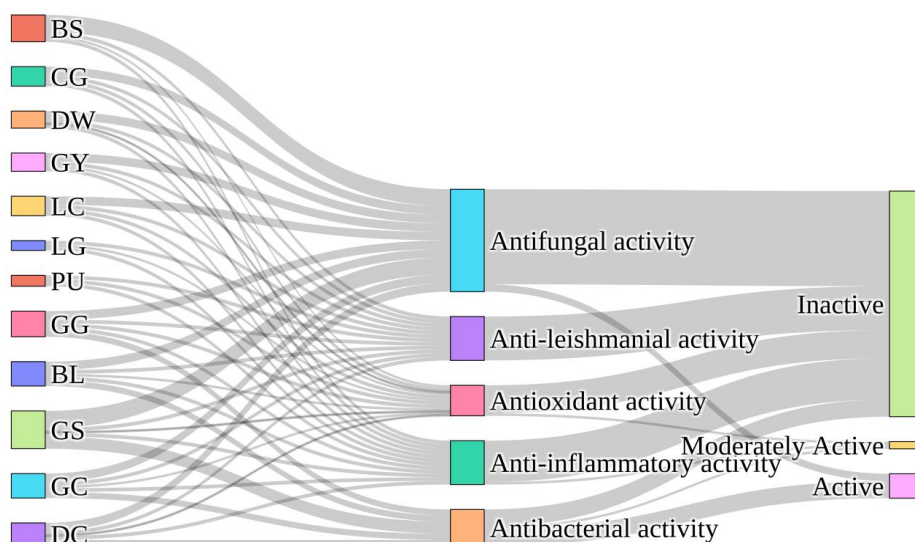 BS
CG
DW
GY
LC
LG
PU
GG
BL
GS
GC
DC
Antifungal activity
Anti-leishmanial activity
Antioxidant activity
Anti-inflammatory activity
Antibacterial activity
Inactive
Moderately Active
Active